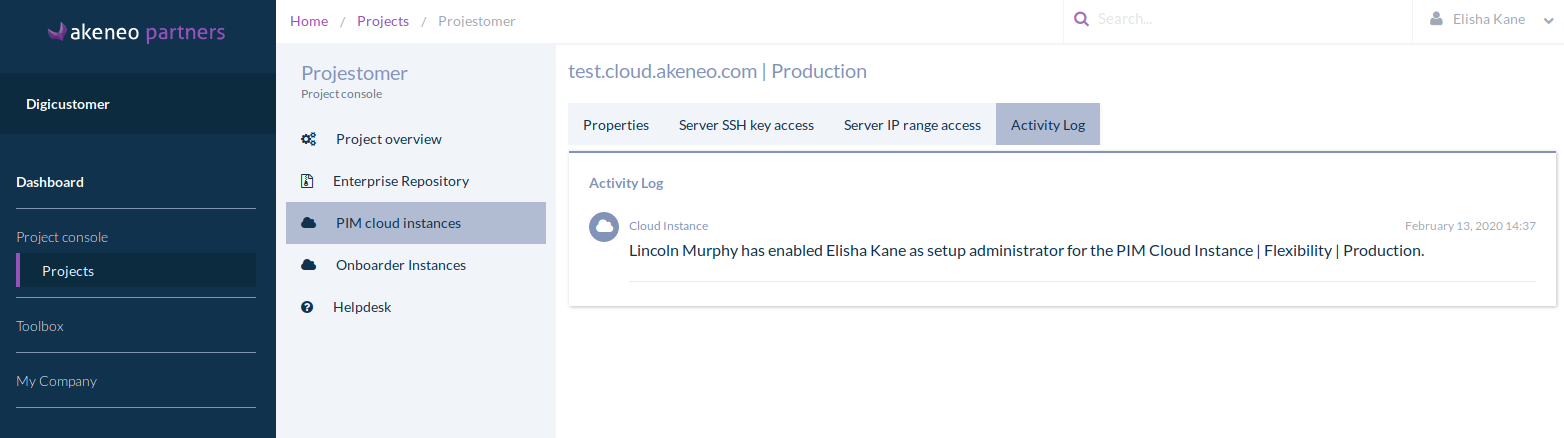 akeneo partners
Digicustomer
Dashboard
Project console
Projects
Toolbox
My Company
Home / Projects / Projestomer
Search...
Elisha Kane
Projestomer
Project console
Project overview
Enterprise Repository
PIM cloud instances
Onboarder Instances
Helpdesk
test.cloud.akeneo.com | Production
Properties Server SSH key access Server IP range access Activity Log
Activity Log
Cloud Instance February 13, 2020 14:37
Lincoln Murphy has enabled Elisha Kane as setup administrator for the PIM Cloud Instance | Flexibility | Production.